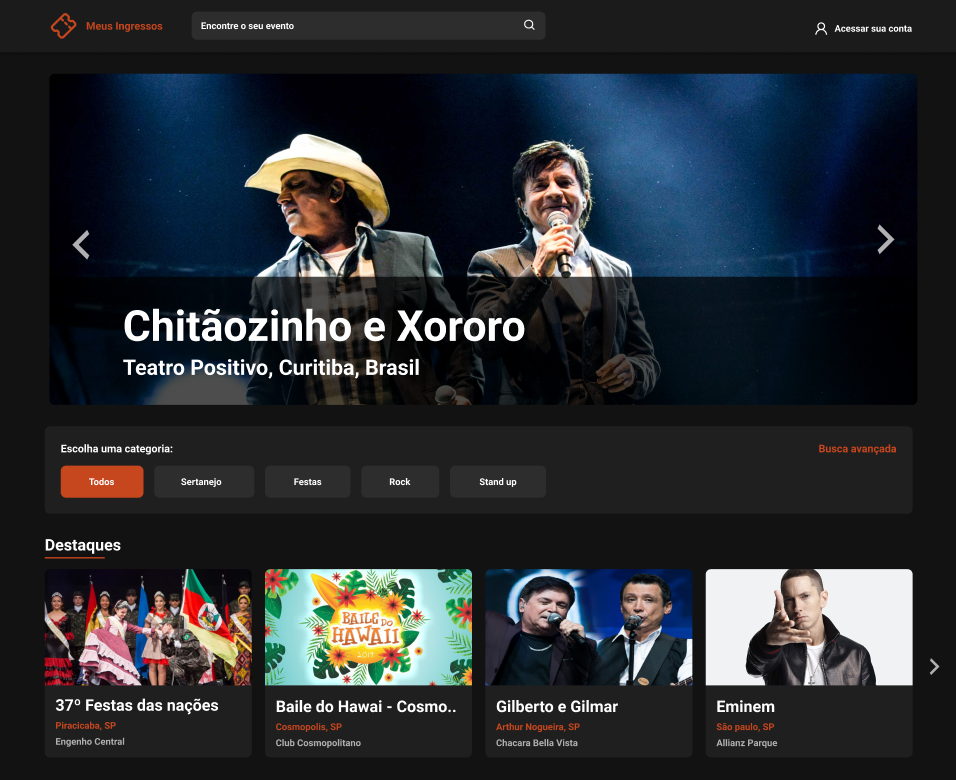 Meus Ingressos
Encontre o seu evento
Acessar sua conta
Chitãozinho e Xororo
Teatro Positivo, Curitiba, Brasil
Escolha uma categoria:
Busca avançada
Todos
Sertanejo
Festas
Rock
Stand up
Destaques
BAILE DO
HAWAII
2019
37º Festas das nações
Piracicaba, SP
Engenho Central
Baile do Hawai - Cosmo..
Cosmopolis, SP
Club Cosmopolitano
Gilberto e Gilmar
Arthur Nogueira, SP
Chacara Bella Vista
Eminem
São paulo, SP
Allianz Parque